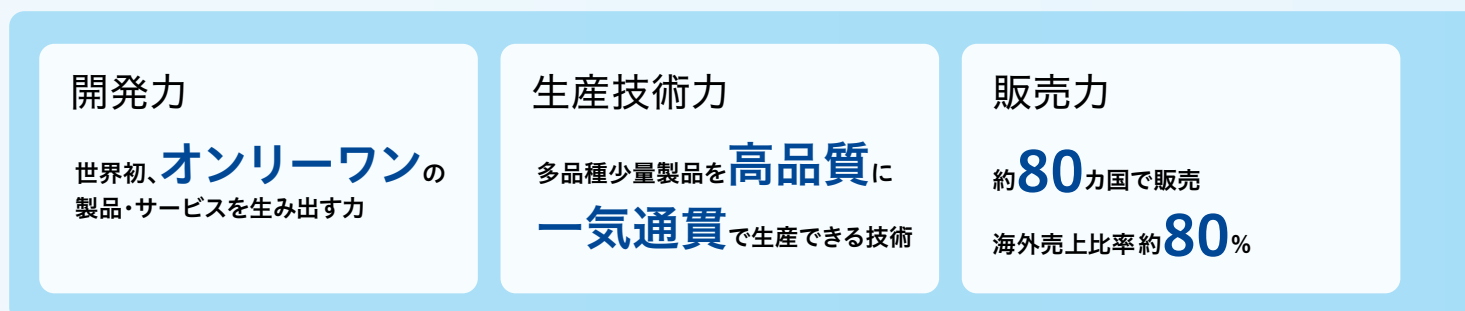 開発力
世界初、オンリーワンの
製品・サービスを生み出す力
生産技術力
多品種少量製品を高品質に
一気通貫で生産できる技術
販売力
約80カ国で販売
海外売上比率約80%